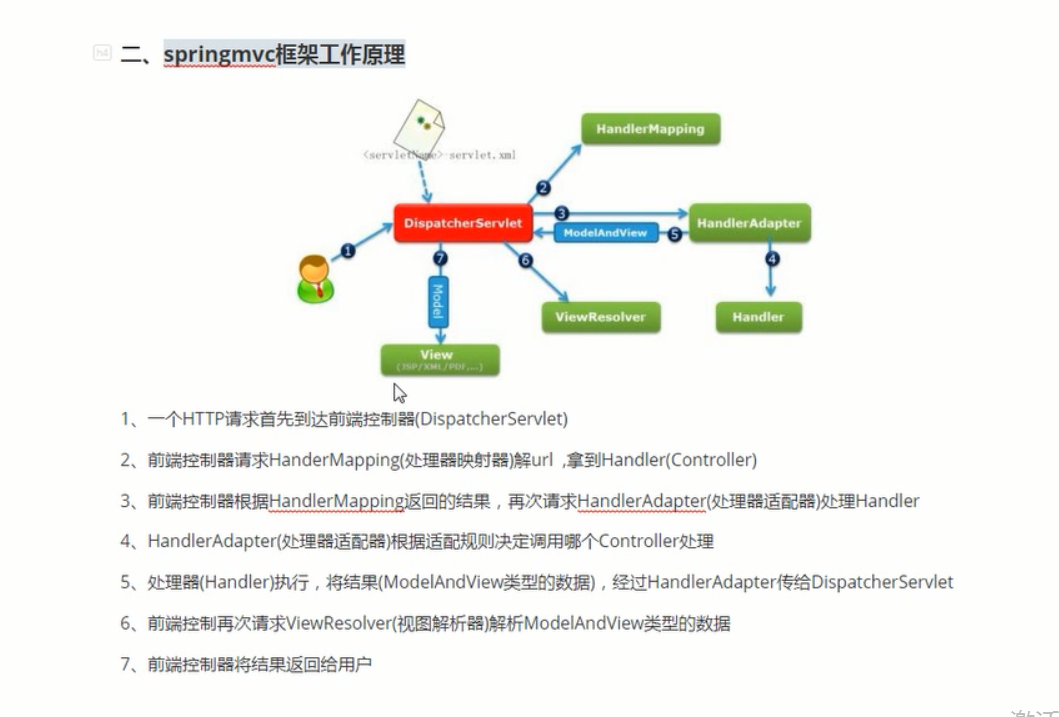 h4
二、springmvc框架工作原理
<servletName>-servlet.xml
HandlerMapping
2
3
DispatcherServlet
ModelAndView
5
HandlerAdapter
1
7
6
4
Model
ViewResolver
Handler
View
(JSP/XML/PDF,...)
1、一个HTTP请求首先到达前端控制器(DispatcherServlet)
2、前端控制器请求HanderMapping(处理器映射器)解url ,拿到Handler(Controller)
3、前端控制器根据HandlerMapping返回的结果，再次请求HandlerAdapter(处理器适配器)处理Handler
4、HandlerAdapter(处理器适配器)根据适配规则决定调用哪个Controller处理
5、处理器(Handler)执行，将结果(ModelAndView类型的数据)，经过HandlerAdapter传给DispatcherServlet
6、前端控制再次请求ViewResolver(视图解析器)解析ModelAndView类型的数据
7、前端控制器将结果返回给用户